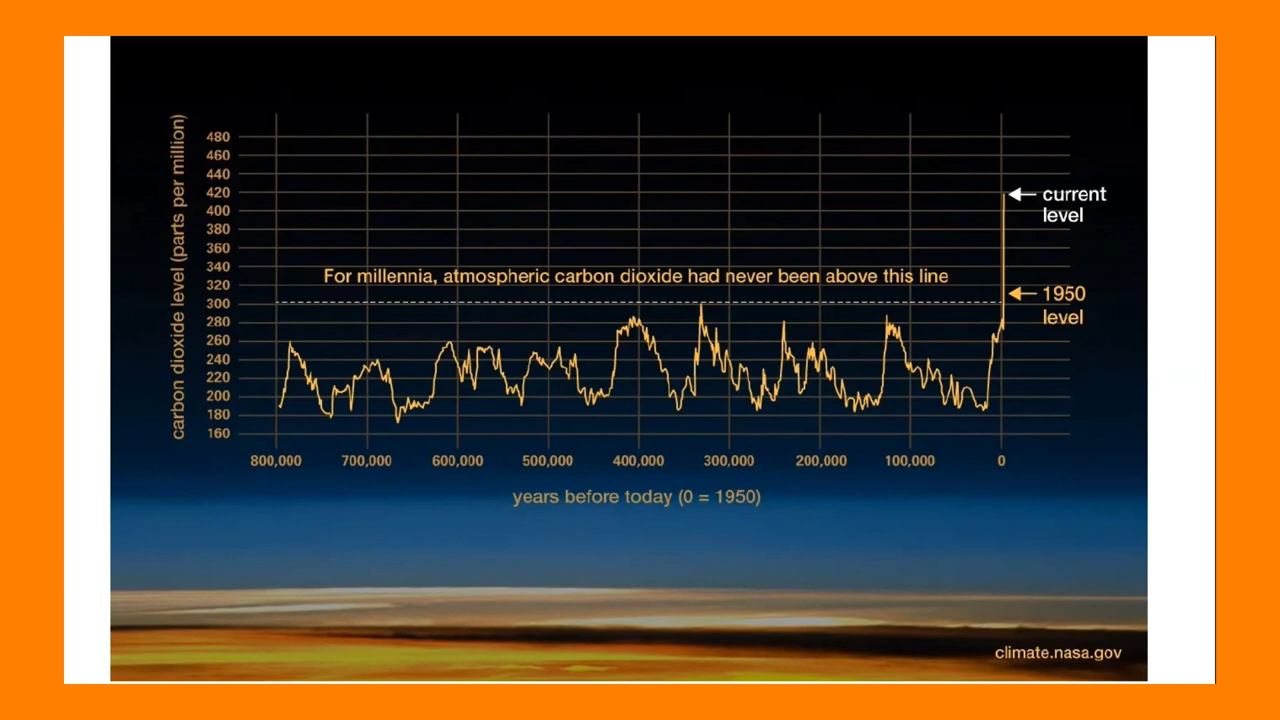 carbon dioxide level (parts per million)
480
460
440
420
400
380
360
340
320
300
280
260
240
220
200
180
160
For millennia, atmospheric carbon dioxide had never been above this line
current
level
1950
level
800,000 700,000 600,000 500,000 400,000 300,000 200,000 100,000 0
years before today (0 = 1950)
climate.nasa.gov